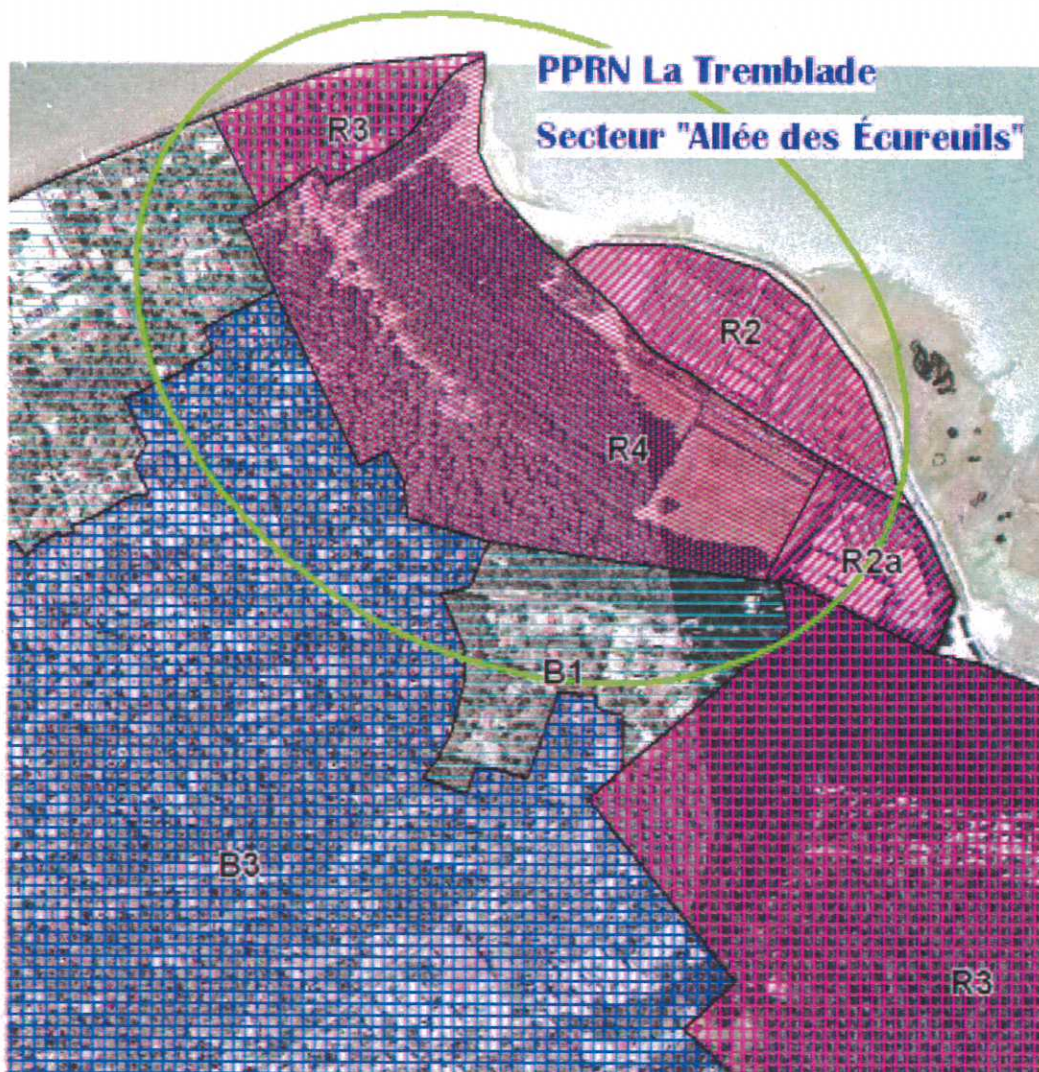 PPRN La Tremblade
Secteur "Allée des Écureuils"
R3
R2
R4
R2a
B1
B3
R3